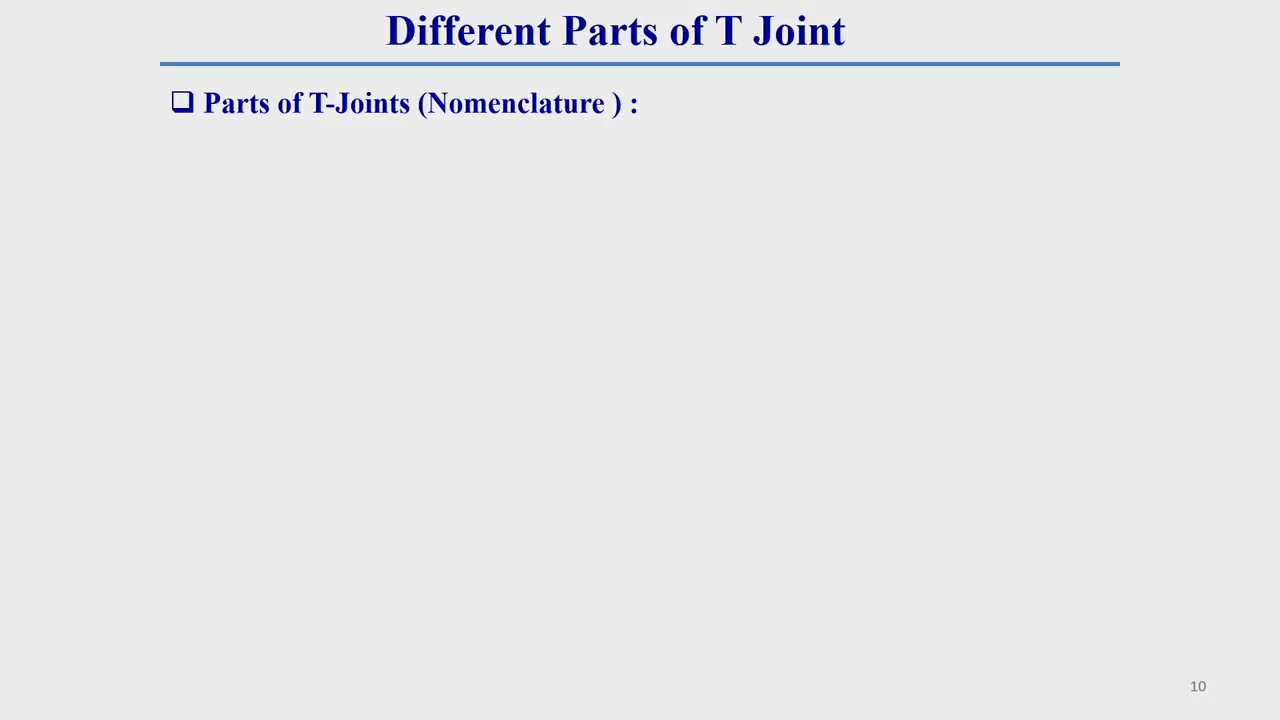 Different Parts of T Joint
❑ Parts of T-Joints (Nomenclature ) :
10